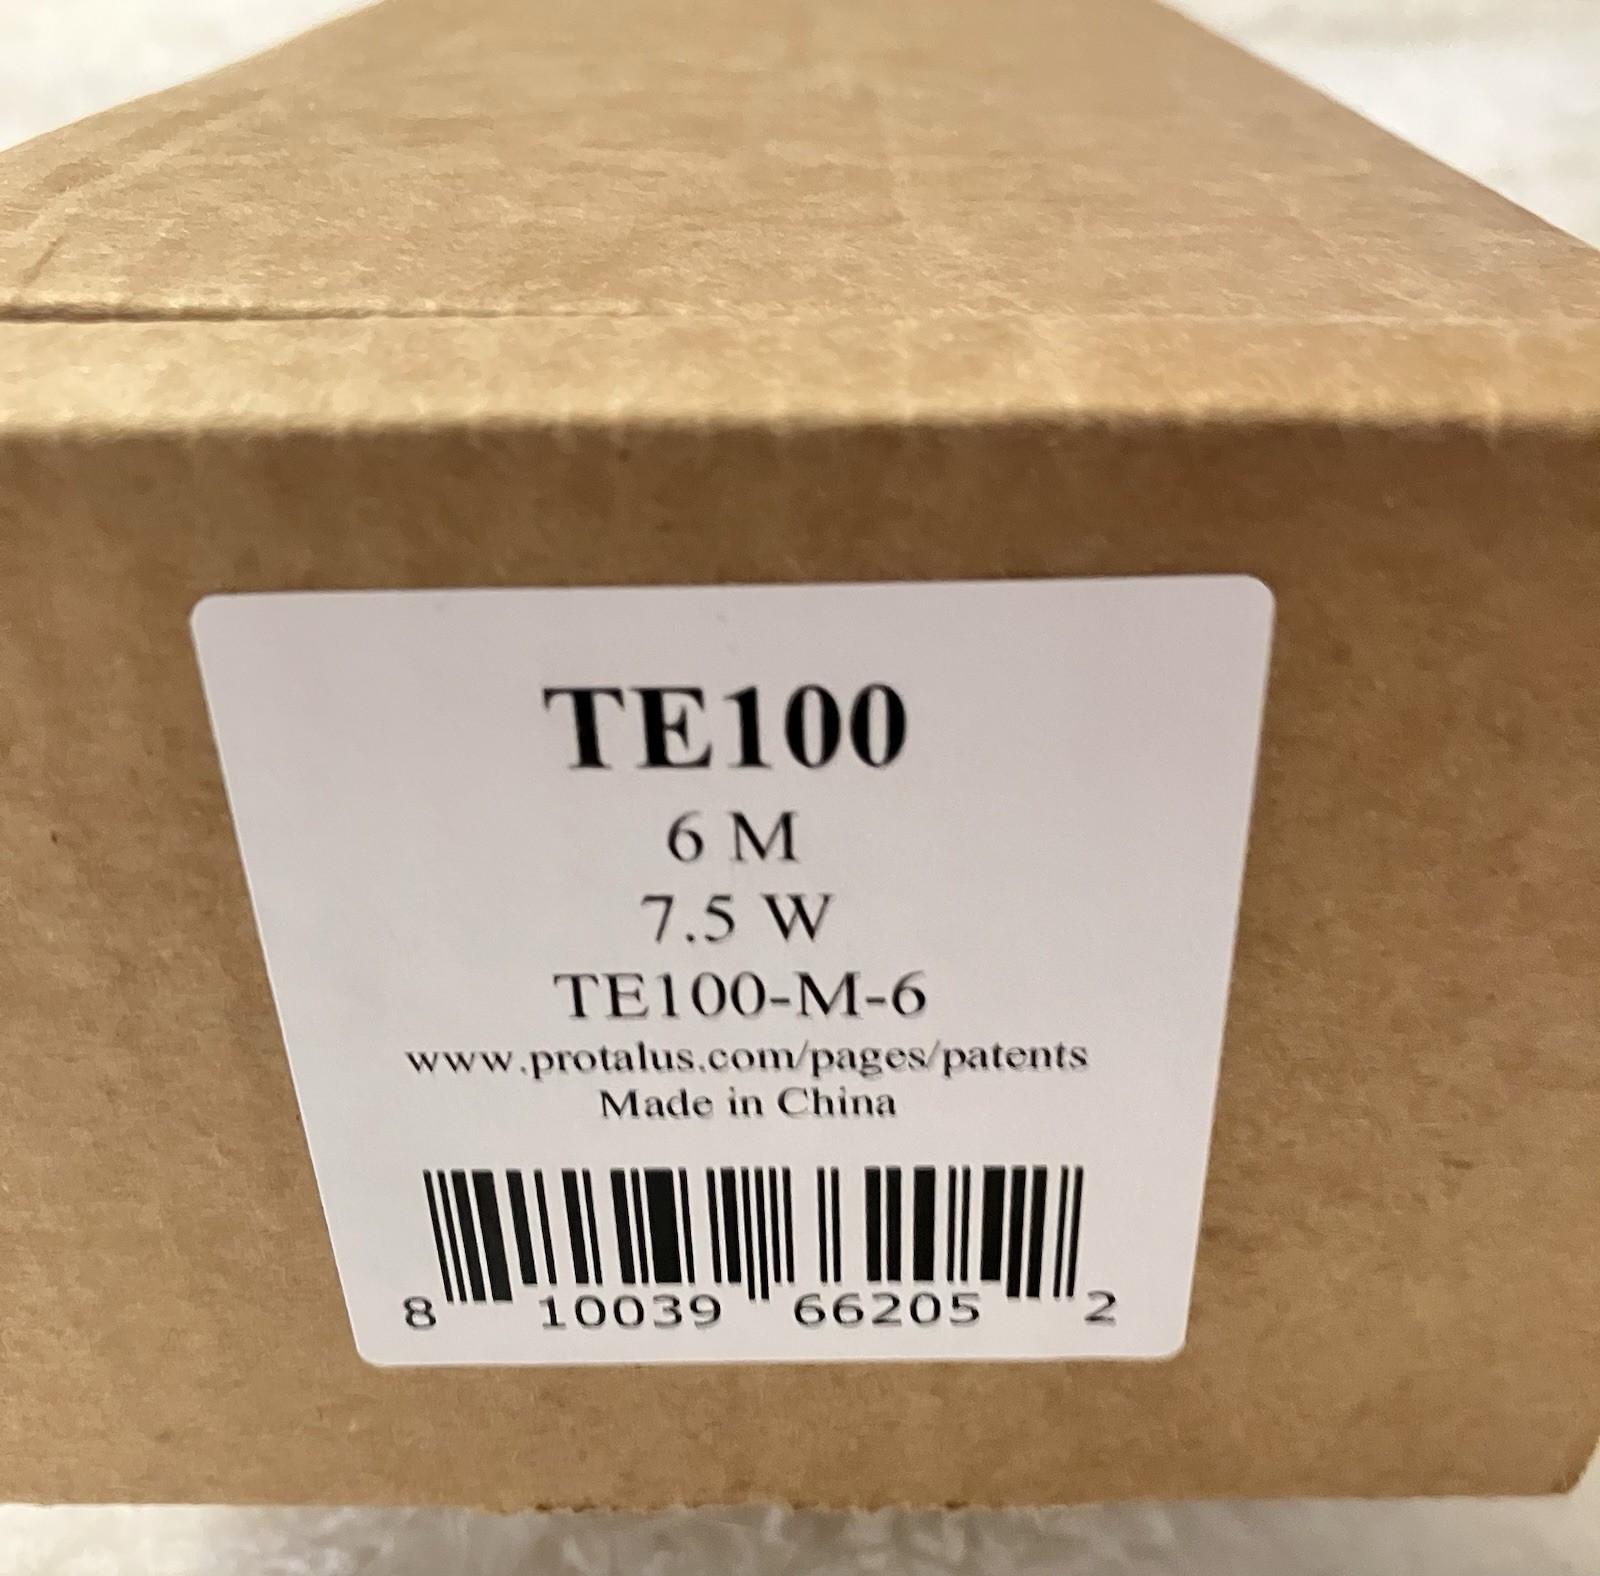 TE100
6 M
7.5 W
TE100-M-6
www.protalus.com/pages/patents
Made in China
8 10039 66205 2